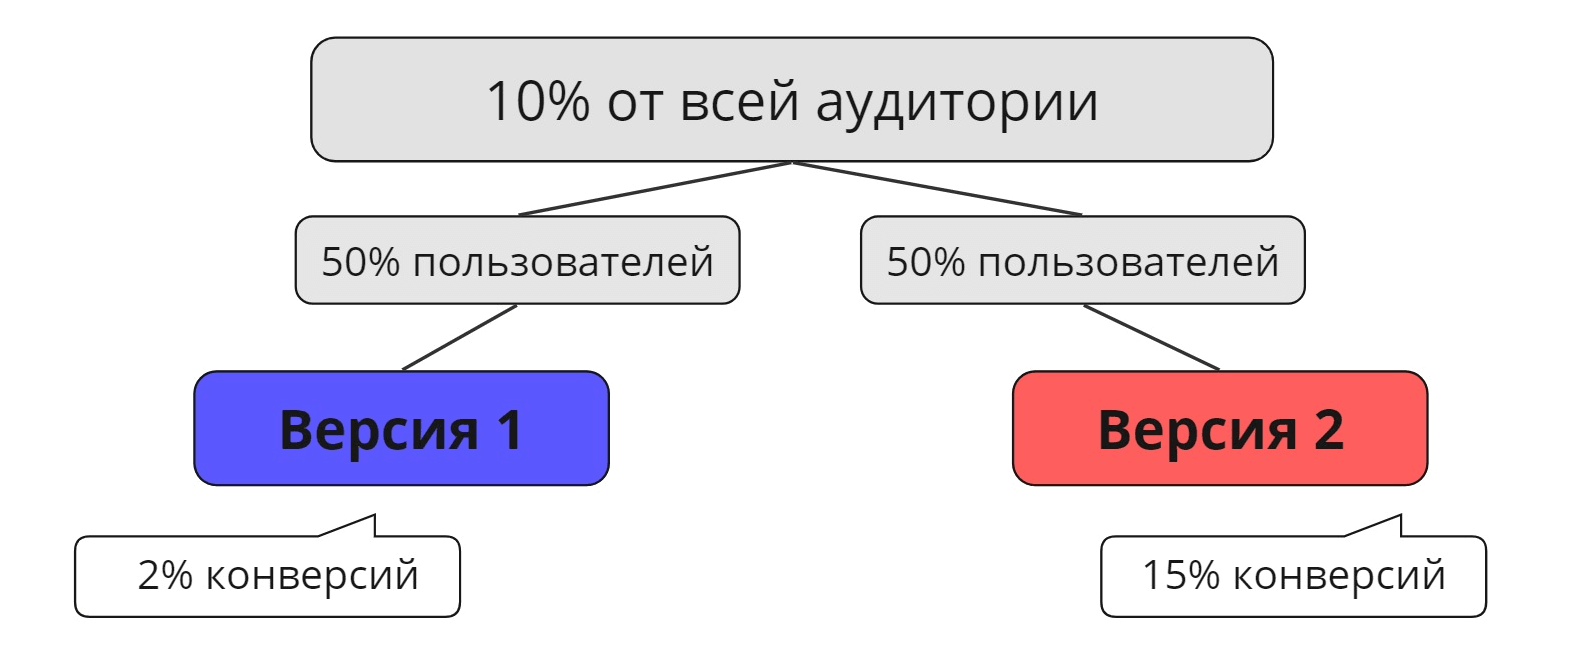 10% от всей аудитории
50% пользователей
50% пользователей
Версия 1
Версия 2
2% конверсий
15% конверсий